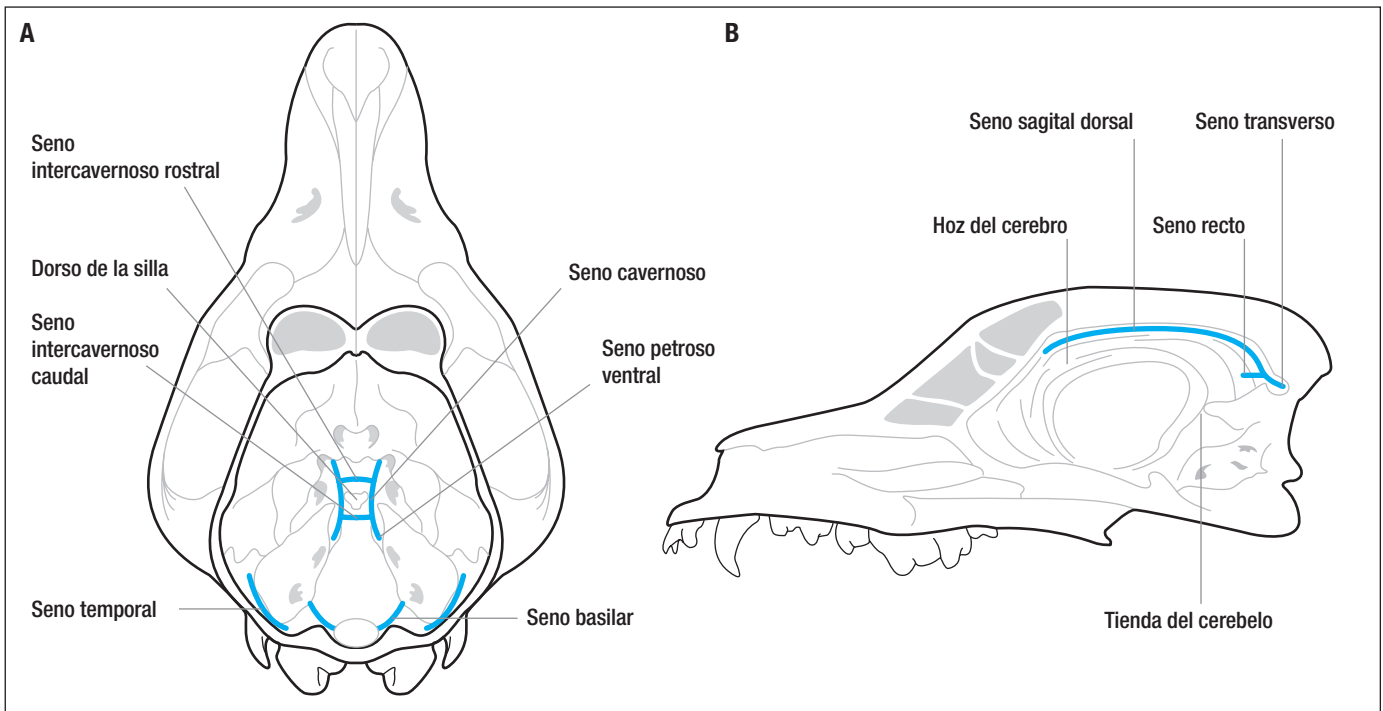 A
Seno
intercavernoso rostral
Dorso de la silla
Seno
intercavernoso
caudal
Seno temporal
Seno cavernoso
Seno petroso
ventral
Seno basilar
B
Seno sagital dorsal
Seno transverso
Hoz del cerebro
Seno recto
Tienda del cerebelo